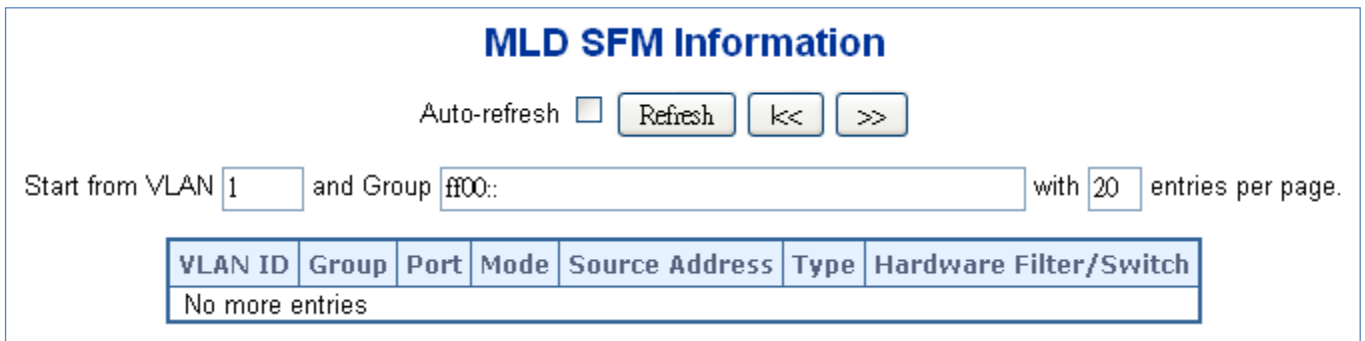 MLD SFM Information
Auto-refresh Refresh |<< >>
Start from VLAN 1 and Group ff00:: with 20 entries per page.
VLAN ID Group Port Mode Source Address Type Hardware Filter/Switch
No more entries